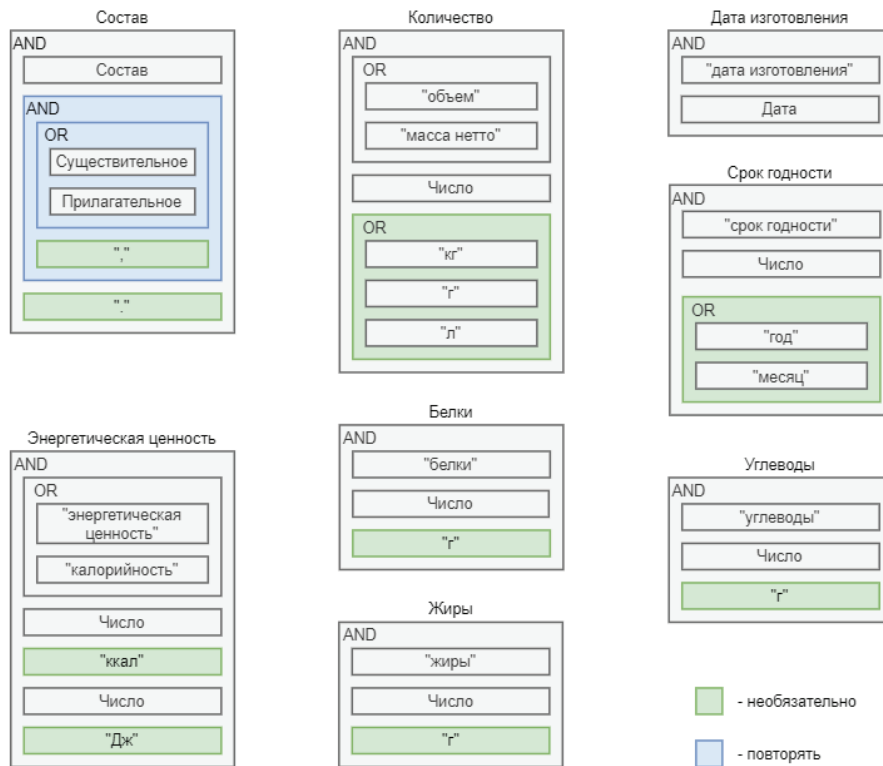 Состав
AND
Состав
AND
OR
Существительное
Прилагательное
","
"."
Количество
AND
OR
"объем"
"масса нетто"
Число
OR
"кг"
"г"
"л"
Дата изготовления
AND
"дата изготовления"
Дата
Срок годности
AND
"срок годности"
Число
OR
"год"
"месяц"
Энергетическая ценность
AND
OR
"энергетическая
ценность"
"калорийность"
Число
"ккал"
Число
"Дж"
Белки
AND
"белки"
Число
"г"
Жиры
AND
"жиры"
Число
"г"
Углеводы
AND
"углеводы"
Число
"г"
- необязательно
- повторять